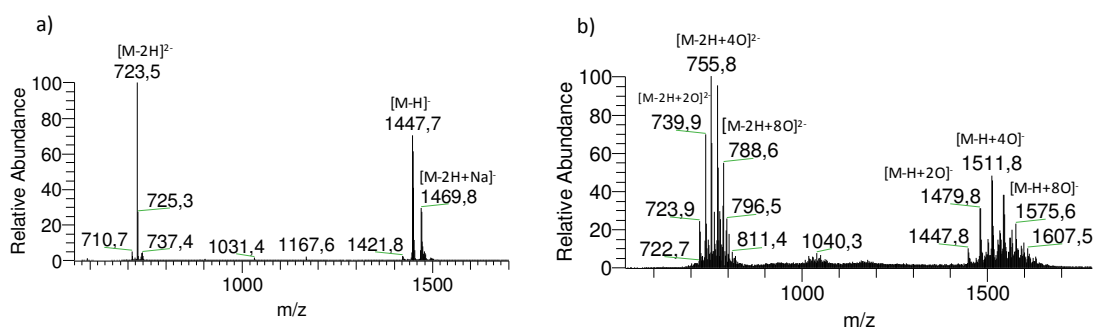 a)
[M-2H]²⁻
723,5
[M-H]⁻
1447,7
[M-2H+Na]⁻
1469,8
725,3
710,7
737,4
1031,4
1167,6
1421,8
100
80
60
40
20
0
Relative Abundance
1000
1500
m/z
b)
[M-2H+4O]²⁻
755,8
[M-2H+2O]²⁻
739,9
[M-2H+8O]²⁻
788,6
[M-H+4O]⁻
1511,8
[M-H+2O]⁻
1479,8
[M-H+8O]⁻
1575,6
723,9
796,5
722,7
811,4
1040,3
1447,8
1607,5
100
80
60
40
20
0
Relative Abundance
1000
1500
m/z